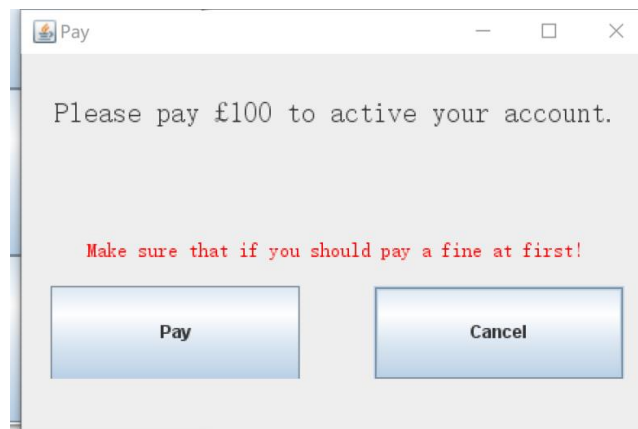 Pay
Please pay £100 to active your account.
Make sure that if you should pay a fine at first!
Pay
Cancel